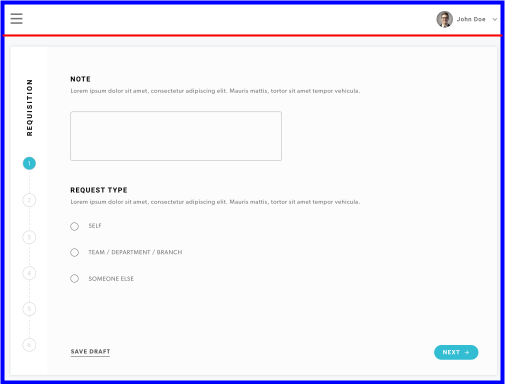 John Doe
REQUISITION
1
2
3
4
5
6
NOTE
Lorem ipsum dolor sit amet, consectetur adipiscing elit. Mauris mattis, tortor sit amet tempor vehicula.
REQUEST TYPE
Lorem ipsum dolor sit amet, consectetur adipiscing elit. Mauris mattis, tortor sit amet tempor vehicula.
SELF
TEAM / DEPARTMENT / BRANCH
SOMEONE ELSE
SAVE DRAFT
NEXT →